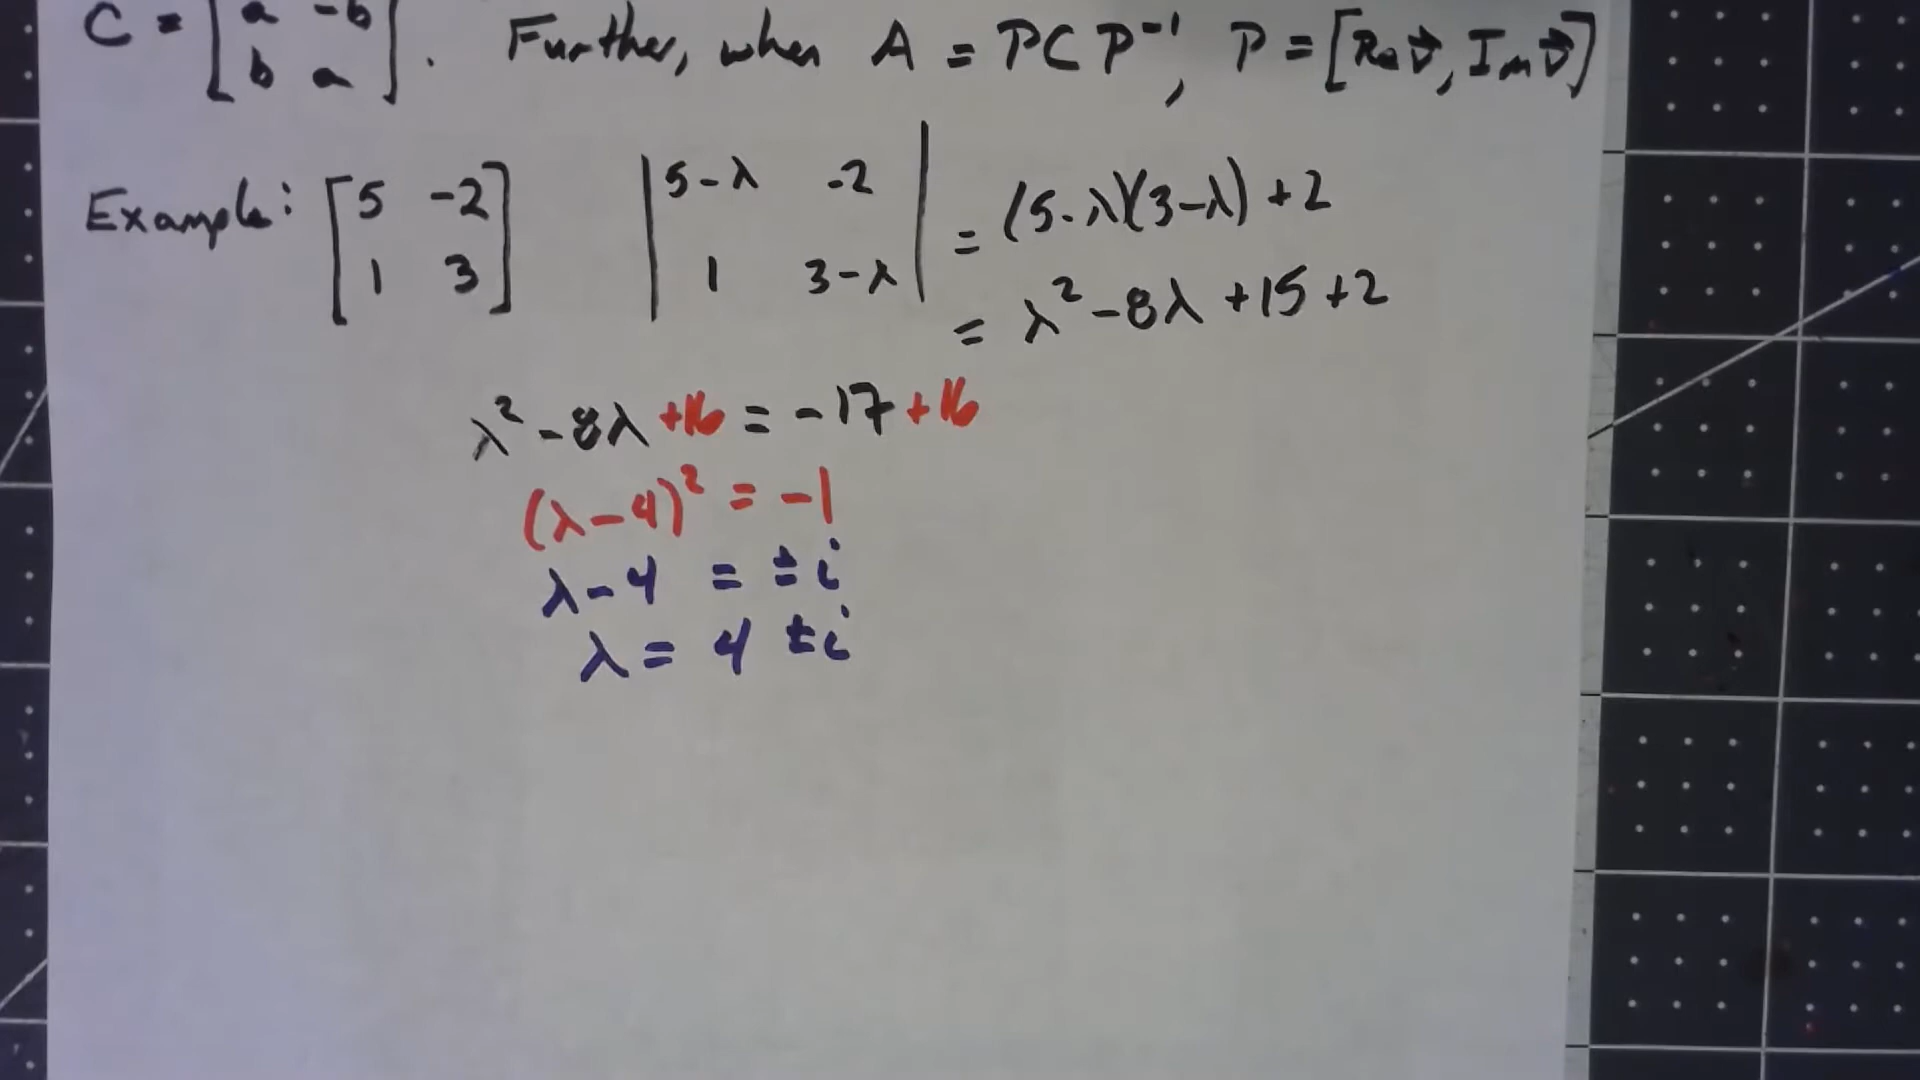 C = [a -b; b a]. Further, when A = PCP⁻¹, P = [Re v⃗, Im v⃗]
Example: [5 -2; 1 3] |5-λ -2; 1 3-λ| = (5-λ)(3-λ)+2
= λ²-8λ+15+2
λ²-8λ+16 = -17+16
(λ-4)² = -1
λ-4 = ±i
λ = 4 ±i